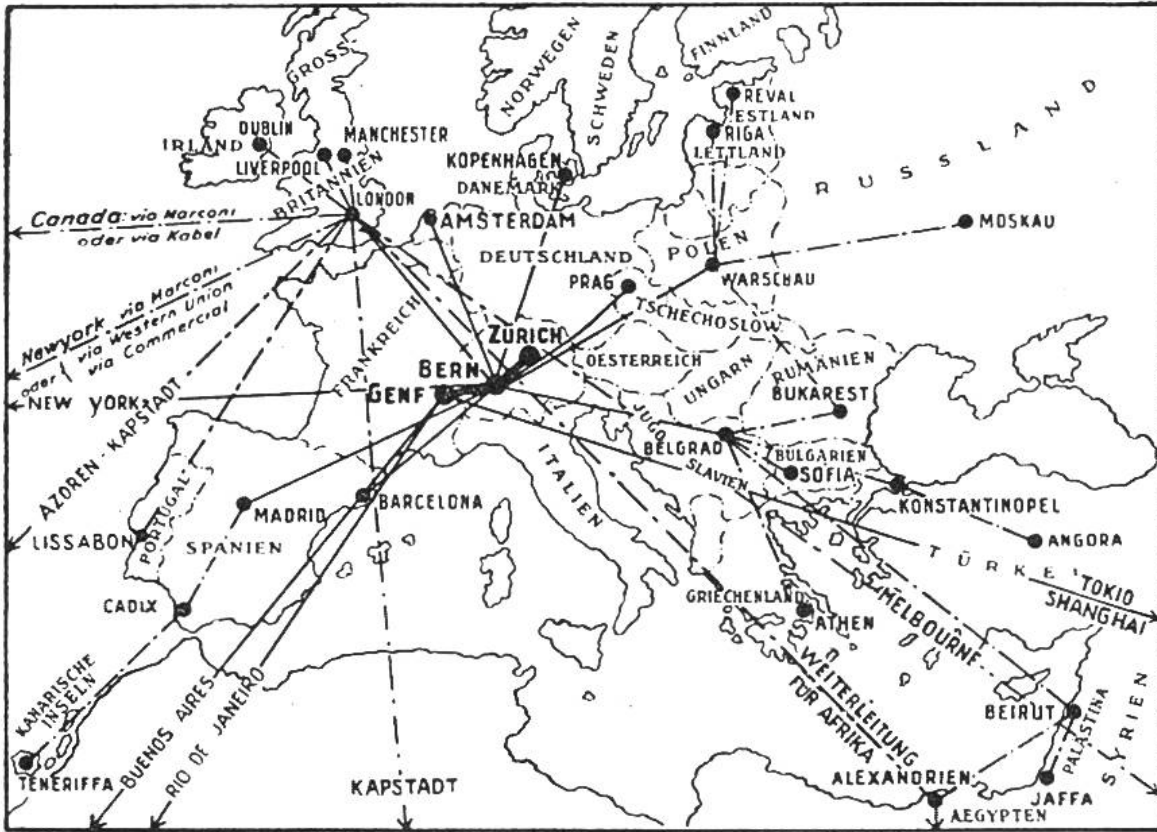 GROSS-
BRITANNIEN
NORWEGEN
SCHWEDEN
FINNLAND
REVAL
ESTLAND
RIGA
LETTLAND
RUSSLAND
DUBLIN
IRLAND
MANCHESTER
LIVERPOOL
KOPENHAGEN
DANEMARK
LONDON
AMSTERDAM
MOSKAU
Canada: via Marconi
oder via Kabel
DEUTSCHLAND
POLEN
WARSCHAU
PRAG
TSCHECHOSLOW.
Newyork via Marconi
oder via Western Union
via Commercial
FRANKREICH
ZÜRICH
BERN
GENF
OESTERREICH
UNGARN
RUMÄNIEN
BUKAREST
NEW YORK
AZOREN - KAPSTADT
JUGO
SLAVIEN
BELGRAD
BULGARIEN
SOFIA
ITALIEN
KONSTANTINOPEL
ANGORA
BARCELONA
MADRID
SPANIEN
PORTUGAL
LISSABON
TÜRKEI
TOKIO
SHANGHAI
CADIX
GRIECHENLAND
ATHEN
MELBOURNE
WEITERLEITUNG
FÜR AFRIKA
KANARISCHE
INSELN
TENERIFFA
BUENOS AIRES
RIO DE JANEIRO
KAPSTADT
BEIRUT
PALÄSTINA
SYRIEN
ALEXANDRIEN
JAFFA
AEGYPTEN